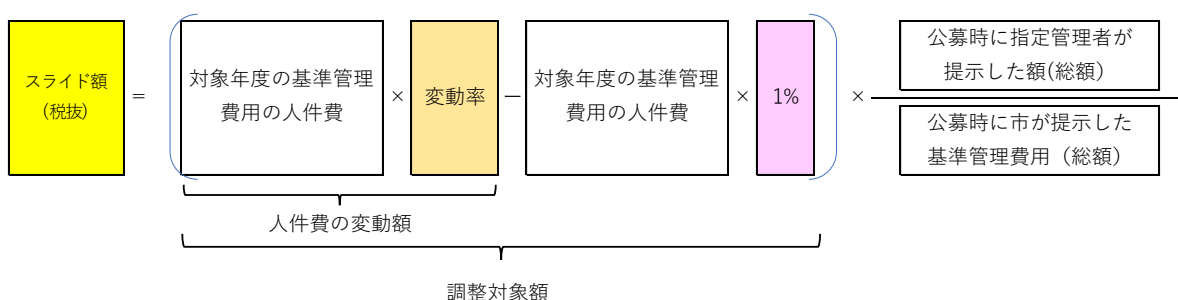 スライド額
(税抜)
=
対象年度の基準管理
費用の人件費
×
変動率
－
対象年度の基準管理
費用の人件費
×
1%
×
公募時に指定管理者が
提示した額(総額)
公募時に市が提示した
基準管理費用（総額）
人件費の変動額
調整対象額